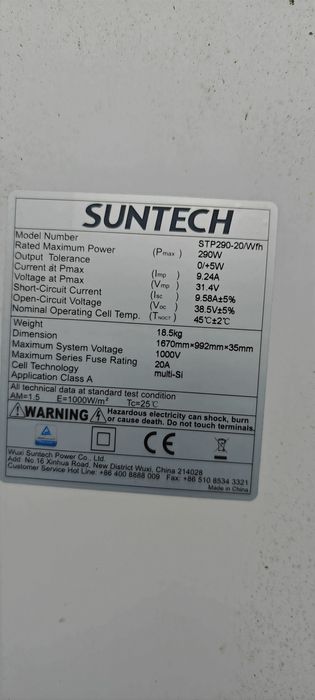 SUNTECH
Model Number STP290-20/Wfh
Rated Maximum Power (Pmax) 290W
Output Tolerance 0/+5W
Current at Pmax (Imp) 9.24A
Voltage at Pmax (Vmp) 31.4V
Short-Circuit Current (Isc) 9.58A±5%
Open-Circuit Voltage (Voc) 38.5V±5%
Nominal Operating Cell Temp. (TNOCT) 45℃±2℃
Weight 18.5kg
Dimension 1670mm×992mm×35mm
Maximum System Voltage 1000V
Maximum Series Fuse Rating 20A
Cell Technology multi-Si
Application Class A
All technical data at standard test condition
AM=1.5 E=1000W/m² Tc=25℃
WARNING Hazardous electricity can shock, burn
or cause death. Do not touch terminals.
CE
Wuxi Suntech Power Co., Ltd.
Add: No.16 Xinhua Road, New District Wuxi, China 214028
Customer Service Hot Line: +86 400 8888 009 Fax: +86 510 8534 3321
Made in China